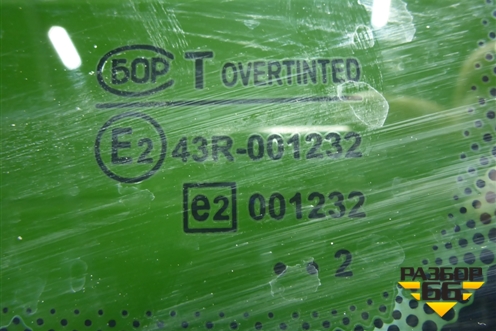 БОР T OVERTINTED
E2 43R-001232
e2 001232
•• 2
РАЗБОР
66